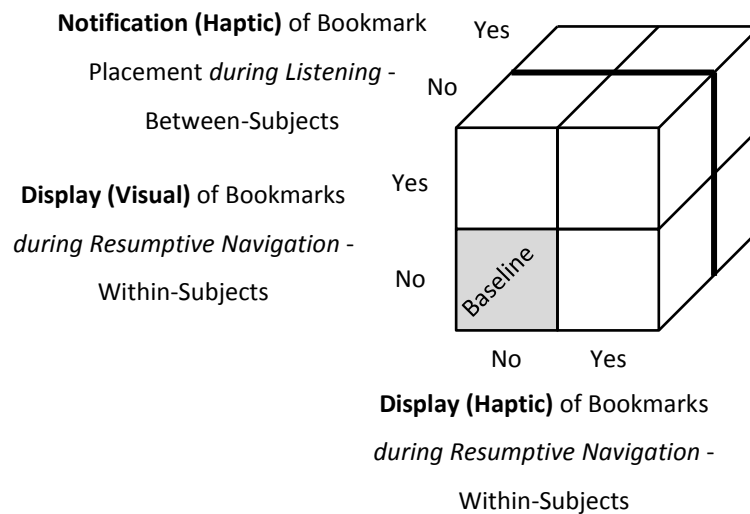 Notification (Haptic) of Bookmark
Placement during Listening -
Between-Subjects
Yes
No
Display (Visual) of Bookmarks
during Resumptive Navigation -
Within-Subjects
Yes
No
Baseline
No Yes
Display (Haptic) of Bookmarks
during Resumptive Navigation -
Within-Subjects